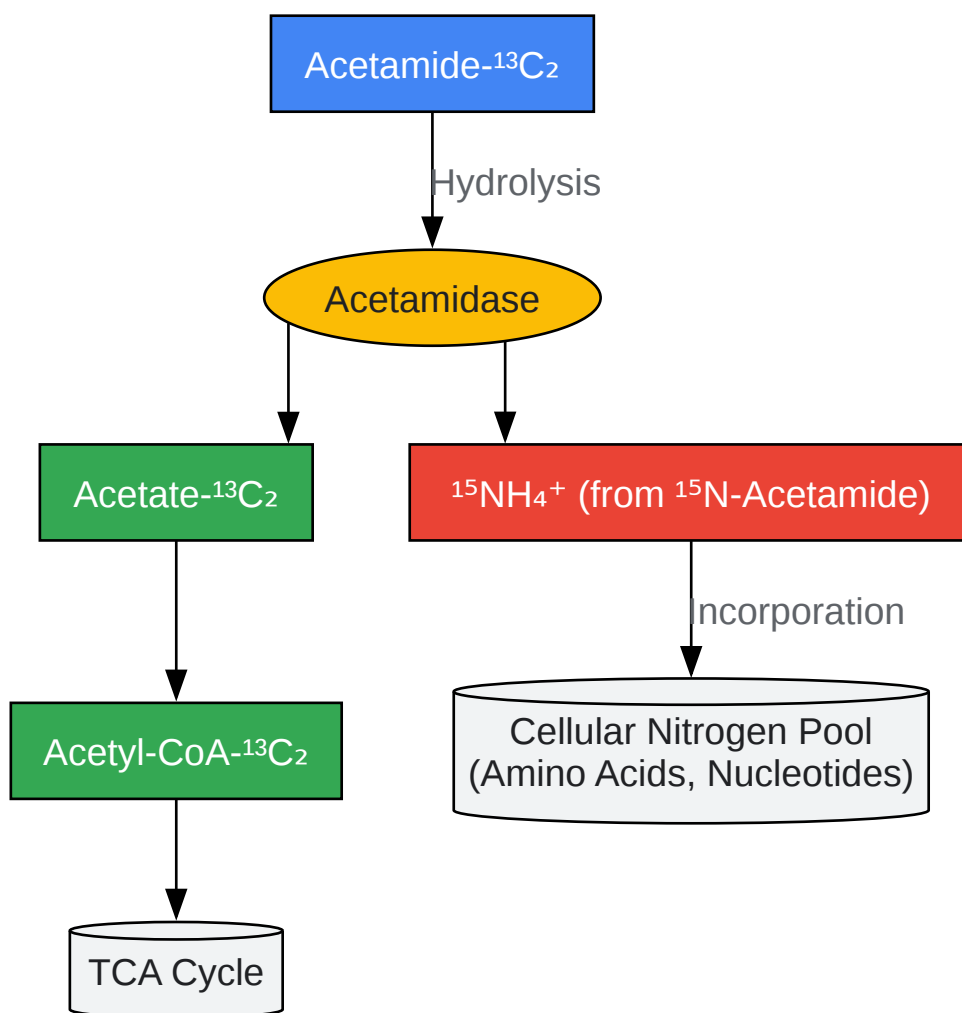 Acetamide-¹³C₂
Hydrolysis
Acetamidase
Acetate-¹³C₂
¹⁵NH₄⁺ (from ¹⁵N-Acetamide)
Incorporation
Acetyl-CoA-¹³C₂
Cellular Nitrogen Pool
(Amino Acids, Nucleotides)
TCA Cycle